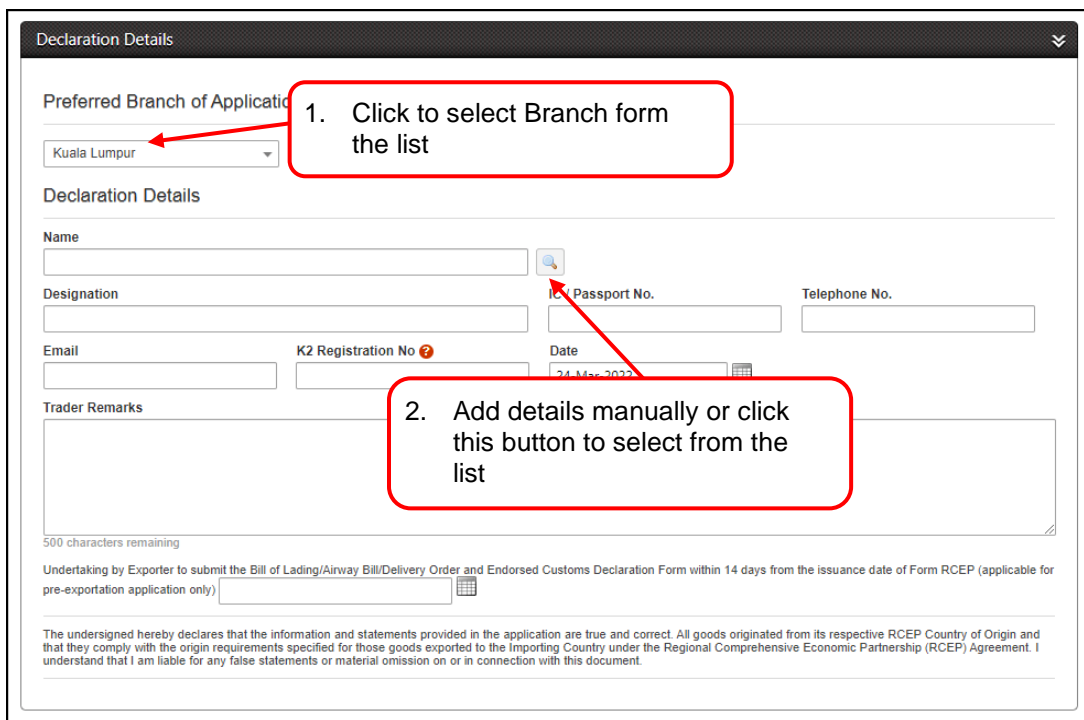 Declaration Details
Preferred Branch of Applicatio
1. Click to select Branch form
the list
Kuala Lumpur
Declaration Details
Name
Designation
IC / Passport No.
Telephone No.
Email
K2 Registration No
Date
24-Mar-2022
Trader Remarks
2. Add details manually or click
this button to select from the
list
500 characters remaining
Undertaking by Exporter to submit the Bill of Lading/Airway Bill/Delivery Order and Endorsed Customs Declaration Form within 14 days from the issuance date of Form RCEP (applicable for
pre-exportation application only)
The undersigned hereby declares that the information and statements provided in the application are true and correct. All goods originated from its respective RCEP Country of Origin and
that they comply with the origin requirements specified for those goods exported to the Importing Country under the Regional Comprehensive Economic Partnership (RCEP) Agreement. I
understand that I am liable for any false statements or material omission on or in connection with this document.